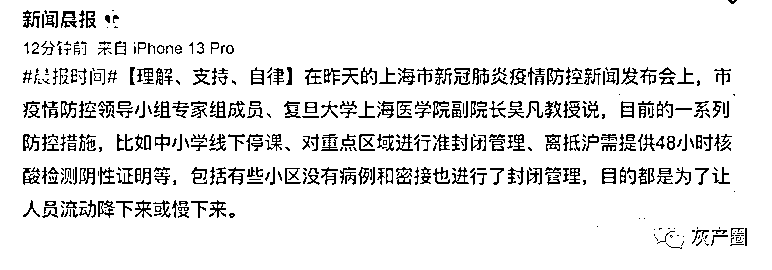 新闻晨报
12分钟前 来自 iPhone 13 Pro
#晨报时间#【理解、支持、自律】在昨天的上海市新冠肺炎疫情防控新闻发布会上，市
疫情防控领导小组专家组成员、复旦大学上海医学院副院长吴凡教授说，目前的一系列
防控措施，比如中小学线下停课、对重点区域进行准封闭管理、离抵沪需提供48小时核
酸检测阴性证明等，包括有些小区没有病例和密接也进行了封闭管理，目的都是为了让
人员流动降下来或慢下来。
灰产圈